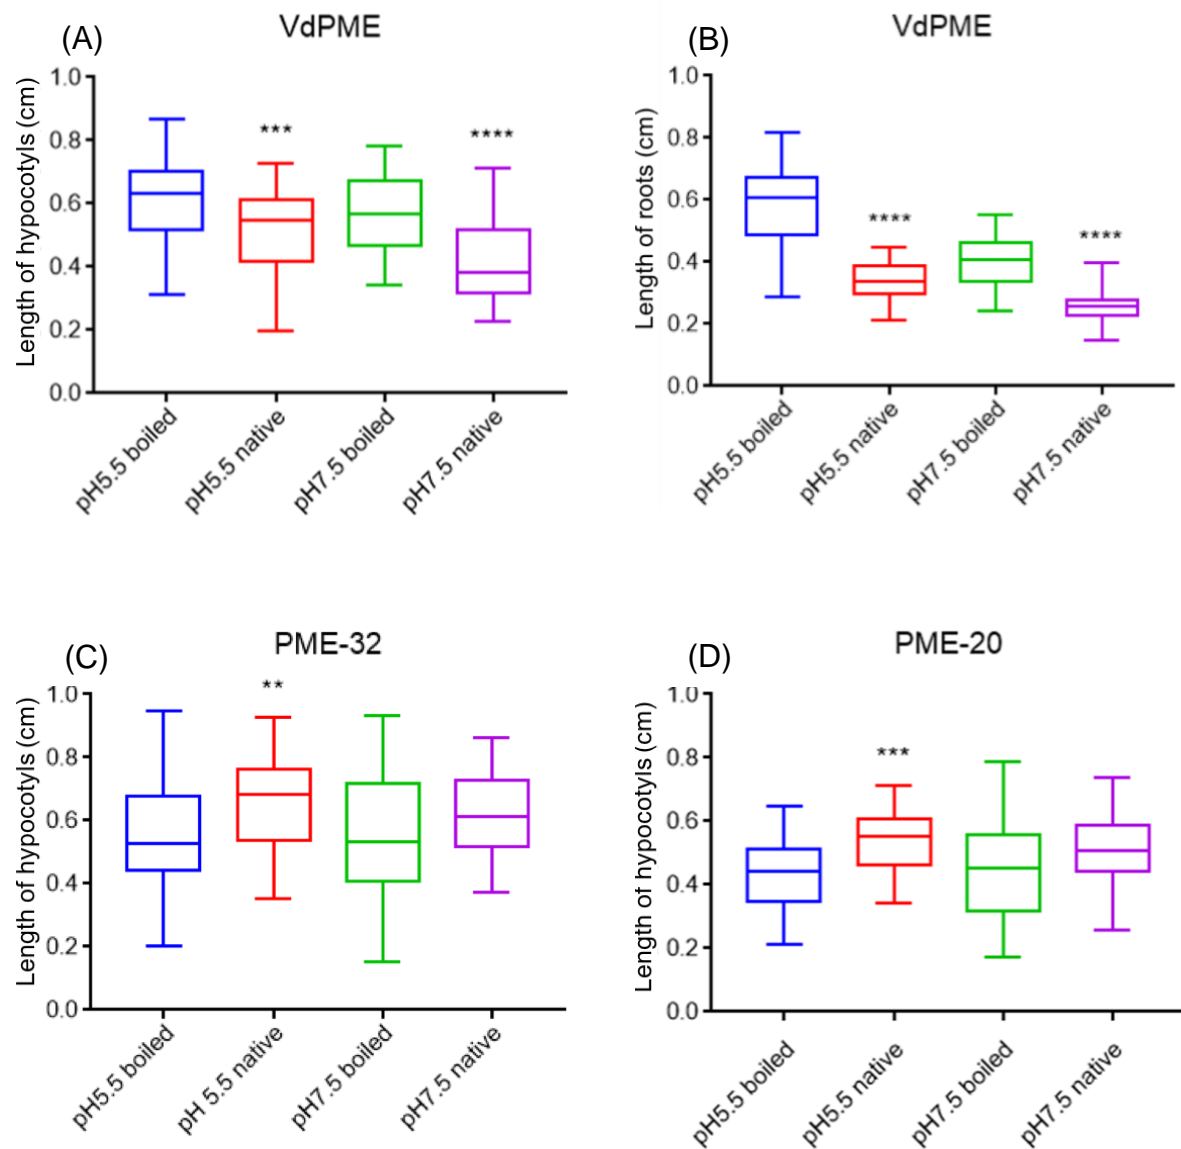 (A)
VdPME
Length of hypocotyls (cm)
1.0
0.8
0.6
0.4
0.2
0.0
***
****
pH5.5 boiled
pH5.5 native
pH7.5 boiled
pH7.5 native
(B)
VdPME
Length of roots (cm)
1.0
0.8
0.6
0.4
0.2
0.0
****
****
pH5.5 boiled
pH5.5 native
pH7.5 boiled
pH7.5 native
(C)
PME-32
Length of hypocotyls (cm)
1.0
0.8
0.6
0.4
0.2
0.0
**
pH5.5 boiled
pH 5.5 native
pH7.5 boiled
pH7.5 native
(D)
PME-20
Length of hypocotyls (cm)
1.0
0.8
0.6
0.4
0.2
0.0
***
pH5.5 boiled
pH5.5 native
pH7.5 boiled
pH7.5 native